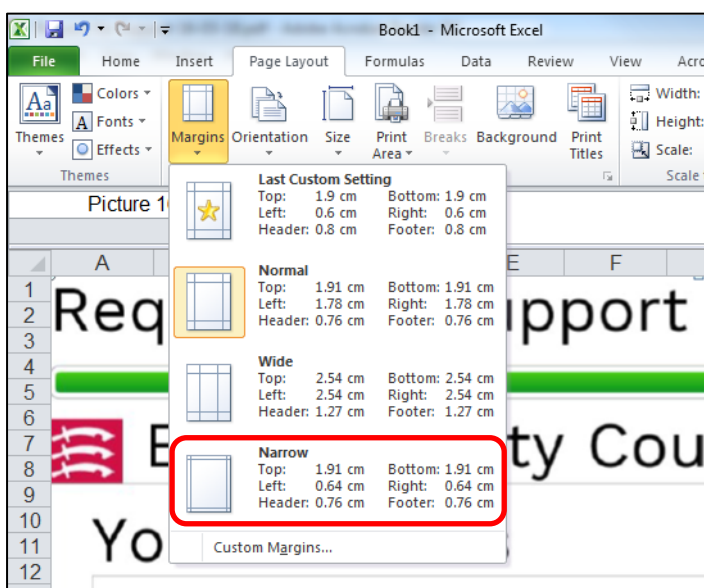 Book1 - Microsoft Excel
File Home Insert Page Layout Formulas Data Review View Acro
Themes
Colors
Fonts
Effects
Margins Orientation Size Print Area Breaks Background Print Titles
Width:
Height:
Scale:
Themes
Scale
Picture 1
A E F
Last Custom Setting
Top: 1.9 cm Bottom: 1.9 cm
Left: 0.6 cm Right: 0.6 cm
Header: 0.8 cm Footer: 0.8 cm
Normal
Top: 1.91 cm Bottom: 1.91 cm
Left: 1.78 cm Right: 1.78 cm
Header: 0.76 cm Footer: 0.76 cm
Wide
Top: 2.54 cm Bottom: 2.54 cm
Left: 2.54 cm Right: 2.54 cm
Header: 1.27 cm Footer: 1.27 cm
Narrow
Top: 1.91 cm Bottom: 1.91 cm
Left: 0.64 cm Right: 0.64 cm
Header: 0.76 cm Footer: 0.76 cm
Custom Margins...
1
2
3
4
5
6
7
8
9
10
11
12
Req pport
E ty Cou
Yo s